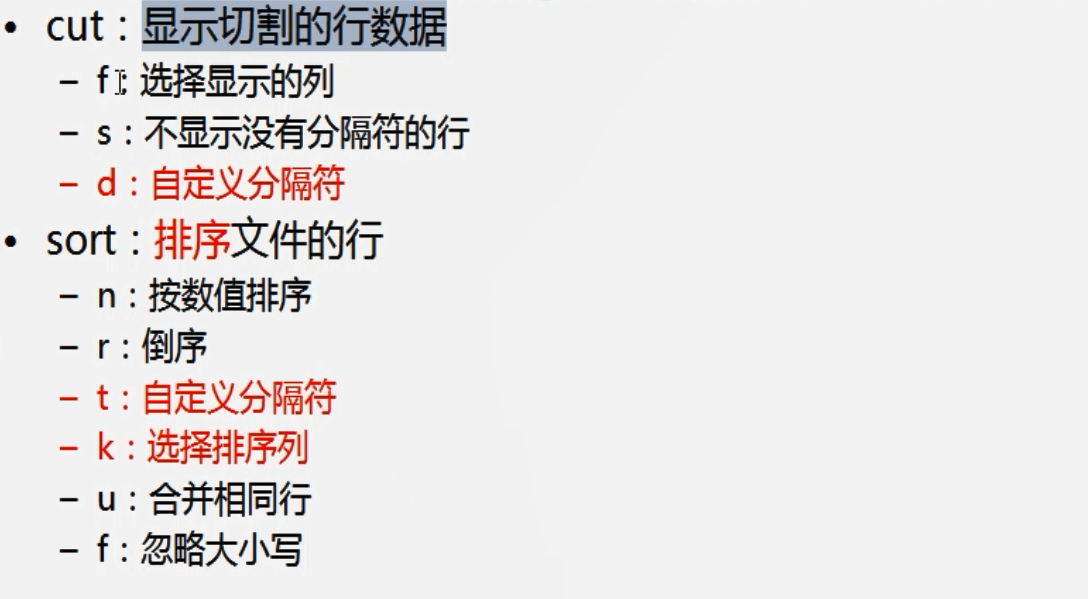 • cut：显示切割的行数据
– f：选择显示的列
– s：不显示没有分隔符的行
– d：自定义分隔符
• sort：排序文件的行
– n：按数值排序
– r：倒序
– t：自定义分隔符
– k：选择排序列
– u：合并相同行
– f：忽略大小写